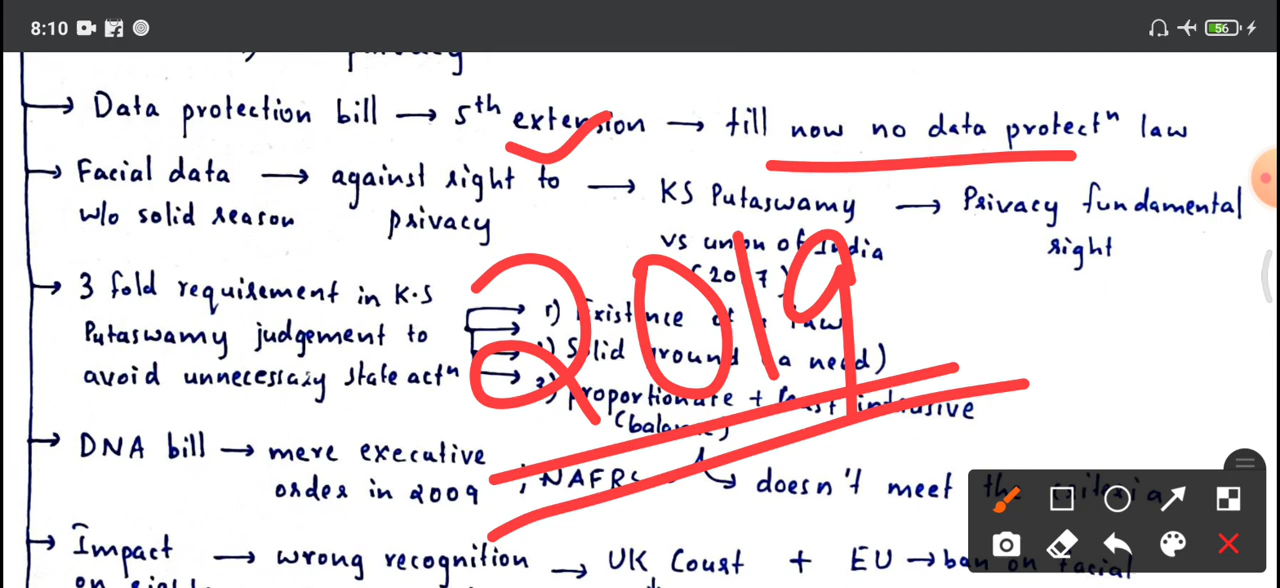 8:10
56
privacy
Data protection bill → 5th extension → till now no data protectn law
Facial data → against right to → KS Putaswamy → Privacy fundamental
w/o solid reason privacy vs union of India right
(2017)
3 fold requirement in K.S 1) Existence of a law
Putaswamy judgement to 2) Solid ground (a need)
avoid unnecessary state actn 3) proportionate + least intrusive
(balance)
2019
DNA bill → mere executive ; NAFRS → doesn't meet the criteria
order in 2009
Impact → wrong recognition → UK Court + EU → ban on facial